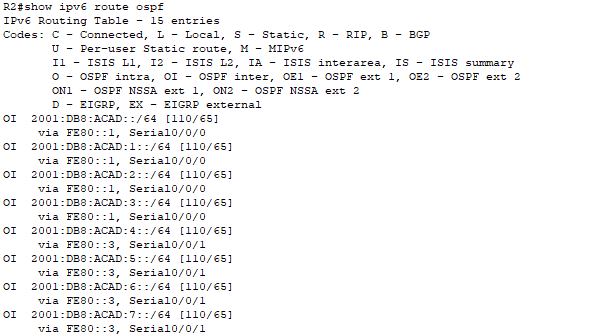 R2#show ipv6 route ospf
IPv6 Routing Table - 15 entries
Codes: C - Connected, L - Local, S - Static, R - RIP, B - BGP
U - Per-user Static route, M - MIPv6
I1 - ISIS L1, I2 - ISIS L2, IA - ISIS interarea, IS - ISIS summary
O - OSPF intra, OI - OSPF inter, OE1 - OSPF ext 1, OE2 - OSPF ext 2
ON1 - OSPF NSSA ext 1, ON2 - OSPF NSSA ext 2
D - EIGRP, EX - EIGRP external
OI 2001:DB8:ACAD::/64 [110/65]
via FE80::1, Serial0/0/0
OI 2001:DB8:ACAD:1::/64 [110/65]
via FE80::1, Serial0/0/0
OI 2001:DB8:ACAD:2::/64 [110/65]
via FE80::1, Serial0/0/0
OI 2001:DB8:ACAD:3::/64 [110/65]
via FE80::1, Serial0/0/0
OI 2001:DB8:ACAD:4::/64 [110/65]
via FE80::3, Serial0/0/1
OI 2001:DB8:ACAD:5::/64 [110/65]
via FE80::3, Serial0/0/1
OI 2001:DB8:ACAD:6::/64 [110/65]
via FE80::3, Serial0/0/1
OI 2001:DB8:ACAD:7::/64 [110/65]
via FE80::3, Serial0/0/1